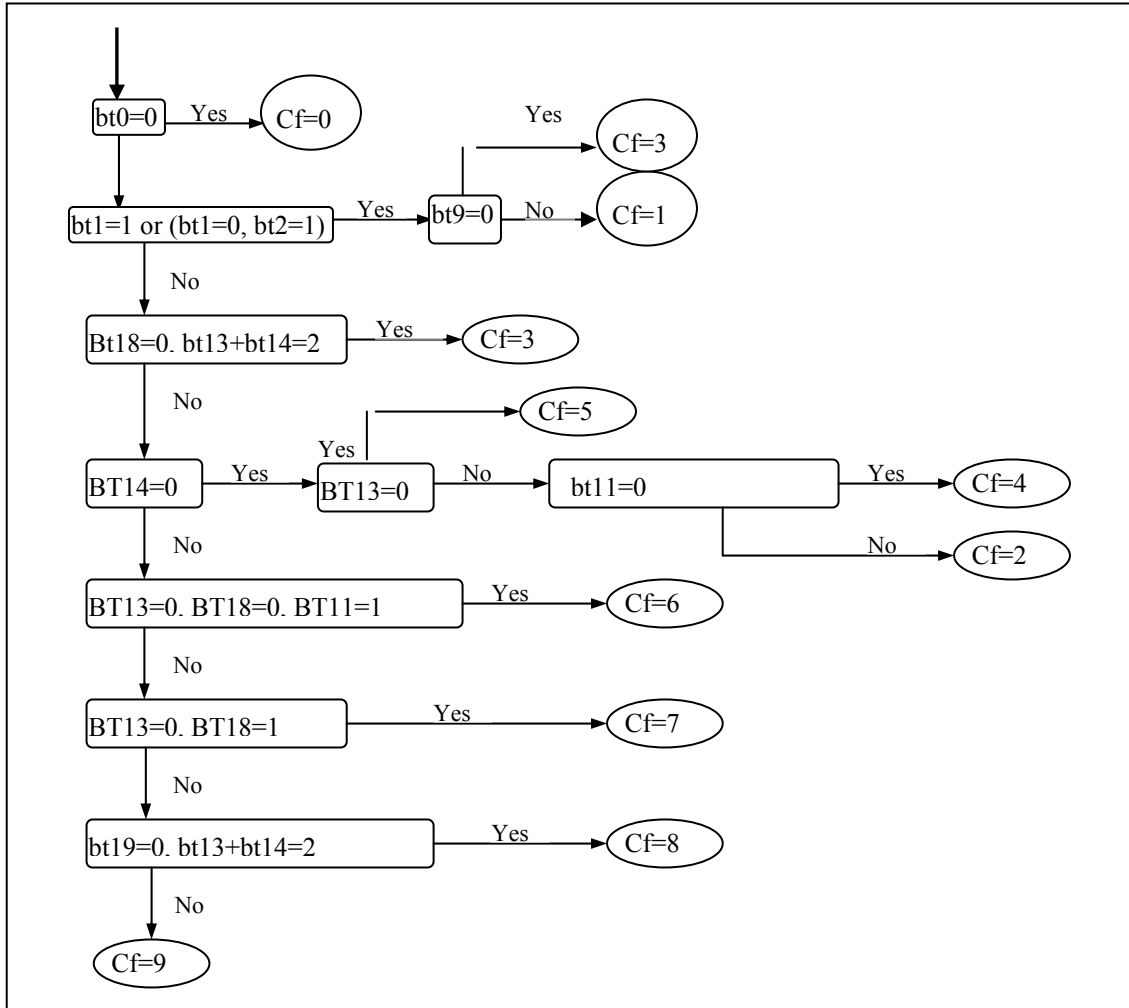 bt0=0
Yes
Cf=0
Yes
Cf=3
bt1=1 or (bt1=0, bt2=1)
Yes
bt9=0
No
Cf=1
No
Bt18=0, bt13+bt14=2
Yes
Cf=3
No
Cf=5
Yes
BT14=0
Yes
BT13=0
No
bt11=0
Yes
Cf=4
No
Cf=2
No
BT13=0, BT18=0, BT11=1
Yes
Cf=6
No
BT13=0, BT18=1
Yes
Cf=7
No
bt19=0, bt13+bt14=2
Yes
Cf=8
No
Cf=9